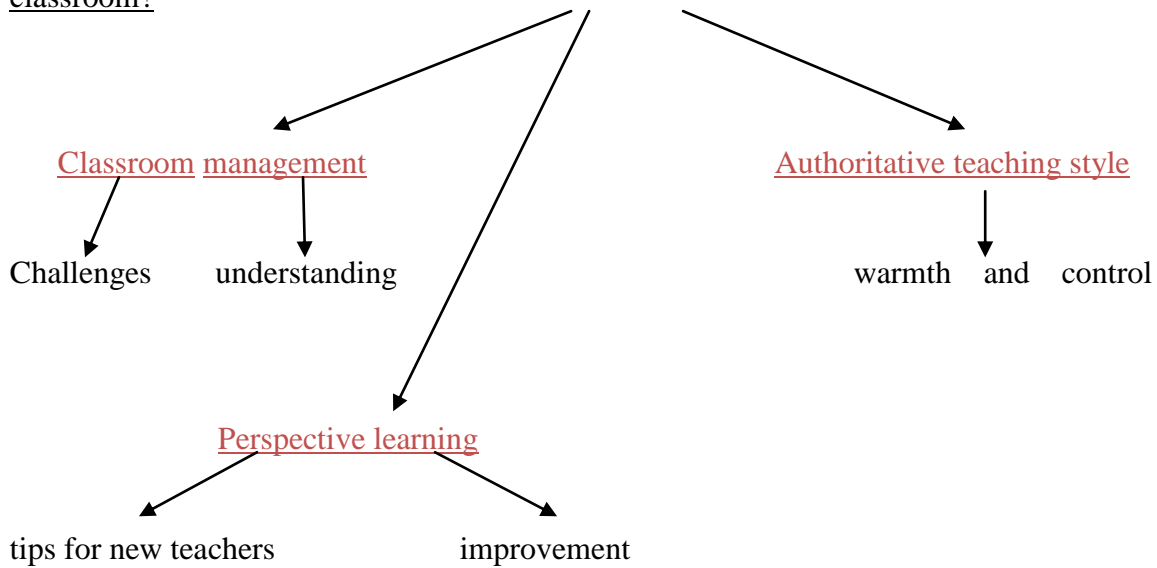 classroom?
Classroom management
Authoritative teaching style
Challenges
understanding
warmth and control
Perspective learning
tips for new teachers
improvement